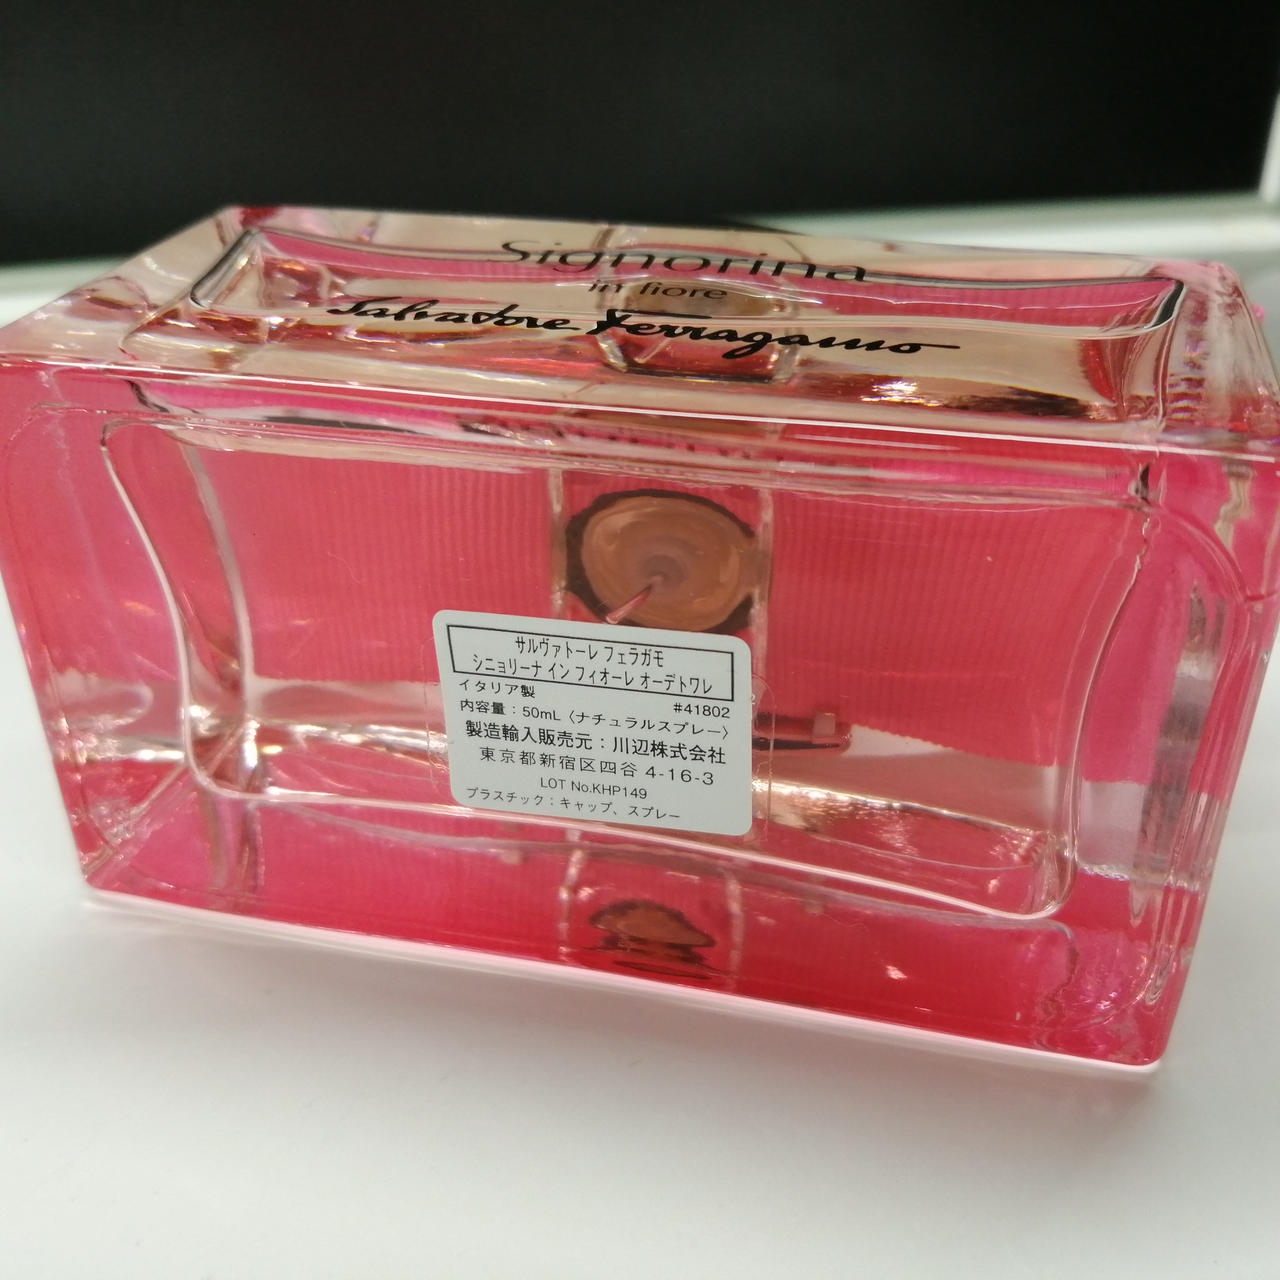 Signorina
in fiore
Salvatore Ferragamo
サルヴァトーレ フェラガモ
シニョリーナ イン フィオーレ オーデトワレ
イタリア製 #41802
内容量：50mL〈ナチュラルスプレー〉
製造輸入販売元：川辺株式会社
東京都新宿区四谷 4-16-3
LOT No.KHP149
プラスチック：キャップ、スプレー